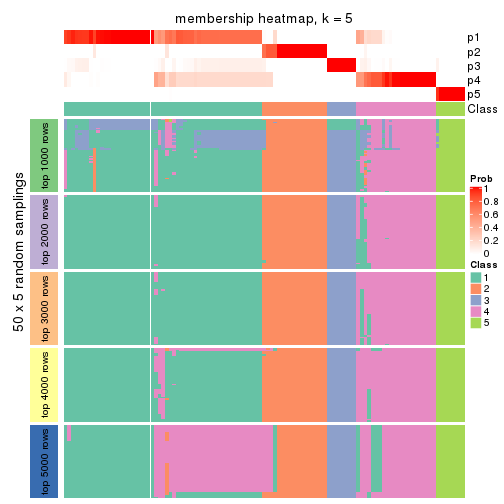 membership heatmap, k = 5
p1
p2
p3
p4
p5
Class
50 x 5 random samplings
top 1000 rows
top 2000 rows
top 3000 rows
top 4000 rows
top 5000 rows
Prob
1
0.8
0.6
0.4
0.2
0
Class
1
2
3
4
5